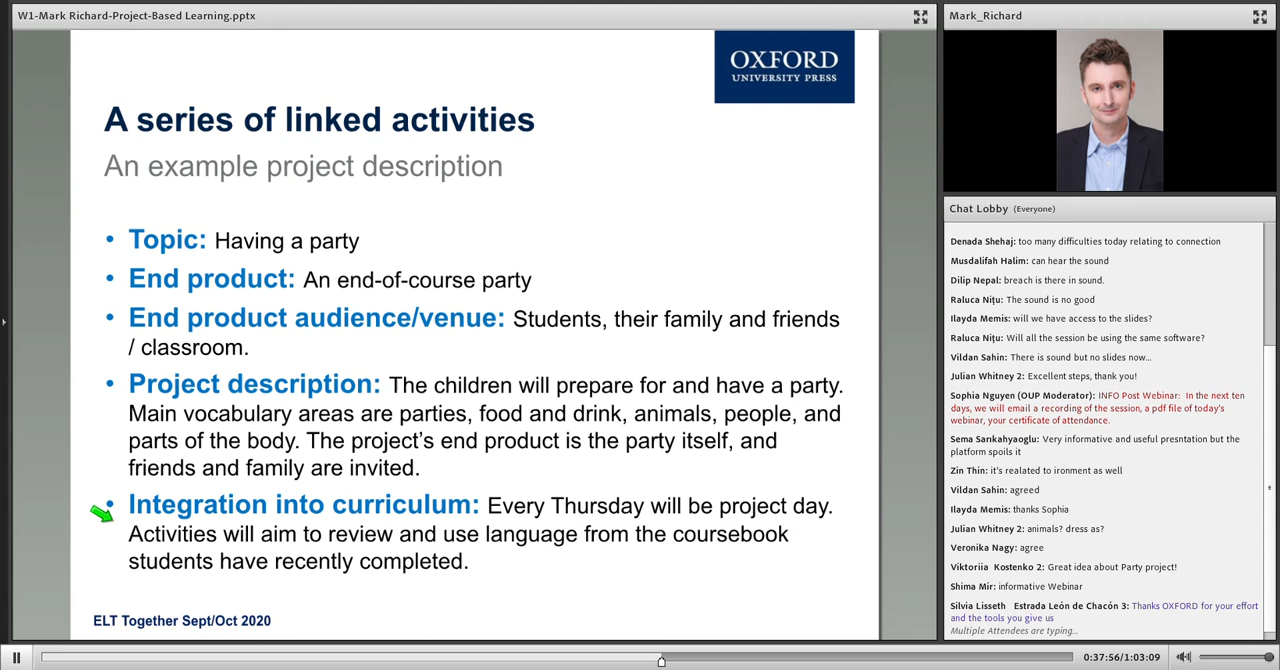 W1-Mark Richard-Project-Based Learning.pptx
OXFORD
UNIVERSITY PRESS
A series of linked activities
An example project description
• Topic: Having a party
• End product: An end-of-course party
• End product audience/venue: Students, their family and friends
/ classroom.
• Project description: The children will prepare for and have a party.
Main vocabulary areas are parties, food and drink, animals, people, and
parts of the body. The project’s end product is the party itself, and
friends and family are invited.
• Integration into curriculum: Every Thursday will be project day.
Activities will aim to review and use language from the coursebook
students have recently completed.
ELT Together Sept/Oct 2020
Mark_Richard
Chat Lobby (Everyone)
Denada Shehaj: too many difficulties today relating to connection
Musdalifah Halim: can hear the sound
Dilip Nepal: breach is there in sound.
Raluca Nițu: The sound is no good
Ilayda Memis: will we have access to the slides?
Raluca Nițu: Will all the session be using the same software?
Vildan Sahin: There is sound but no slides now...
Julian Whitney 2: Excellent steps, thank you!
Sophia Nguyen (OUP Moderator): INFO Post Webinar: In the next ten
days, we will email a recording of the session, a pdf file of today's
webinar, your certificate of attendance.
Sema Sarıkahyaoglu: Very informative and useful presntation but the
platform spoils it
Zin Thin: it's realated to ironment as well
Vildan Sahin: agreed
Ilayda Memis: thanks Sophia
Julian Whitney 2: animals? dress as?
Veronika Nagy: agree
Viktoriia Kostenko 2: Great idea about Party project!
Shima Mir: informative Webinar
Silvia Lisseth Estrada León de Chacón 3: Thanks OXFORD for your effort
and the tools you give us
Multiple Attendees are typing...
0:37:56/1:03:09